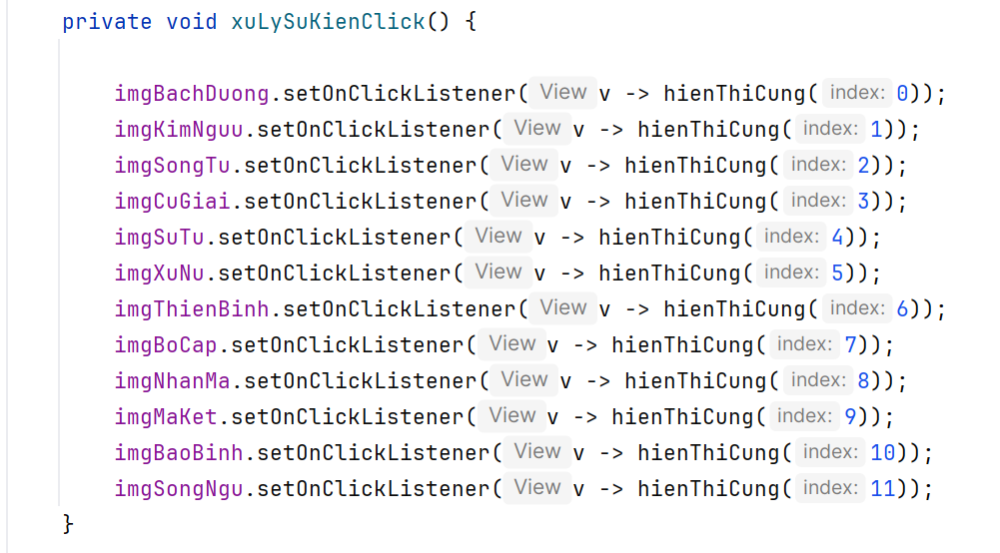 private void xuLySuKienClick() {
imgBachDuong.setOnClickListener( View v -> hienThiCung( index: 0));
imgKimNguu.setOnClickListener( View v -> hienThiCung( index: 1));
imgSongTu.setOnClickListener( View v -> hienThiCung( index: 2));
imgCuGiai.setOnClickListener( View v -> hienThiCung( index: 3));
imgSuTu.setOnClickListener( View v -> hienThiCung( index: 4));
imgXuNu.setOnClickListener( View v -> hienThiCung( index: 5));
imgThienBinh.setOnClickListener( View v -> hienThiCung( index: 6));
imgBoCap.setOnClickListener( View v -> hienThiCung( index: 7));
imgNhanMa.setOnClickListener( View v -> hienThiCung( index: 8));
imgMaKet.setOnClickListener( View v -> hienThiCung( index: 9));
imgBaoBinh.setOnClickListener( View v -> hienThiCung( index: 10));
imgSongNgu.setOnClickListener( View v -> hienThiCung( index: 11));
}